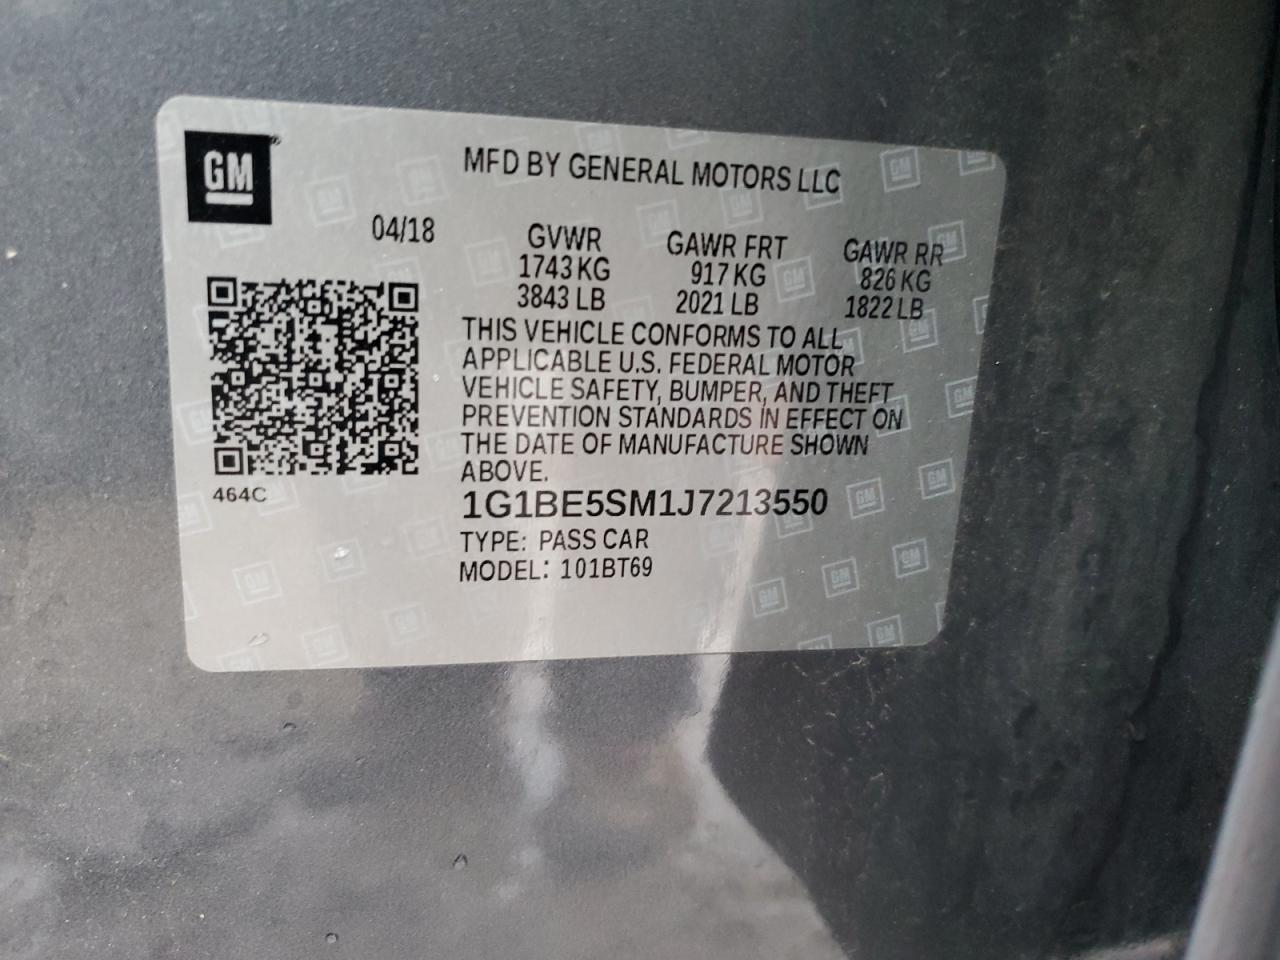 GM
MFD BY GENERAL MOTORS LLC
04/18
GVWR GAWR FRT GAWR RR
1743 KG 917 KG 826 KG
3843 LB 2021 LB 1822 LB
THIS VEHICLE CONFORMS TO ALL
APPLICABLE U.S. FEDERAL MOTOR
VEHICLE SAFETY, BUMPER, AND THEFT
PREVENTION STANDARDS IN EFFECT ON
THE DATE OF MANUFACTURE SHOWN
ABOVE.
464C
1G1BE5SM1J7213550
TYPE: PASS CAR
MODEL: 101BT69